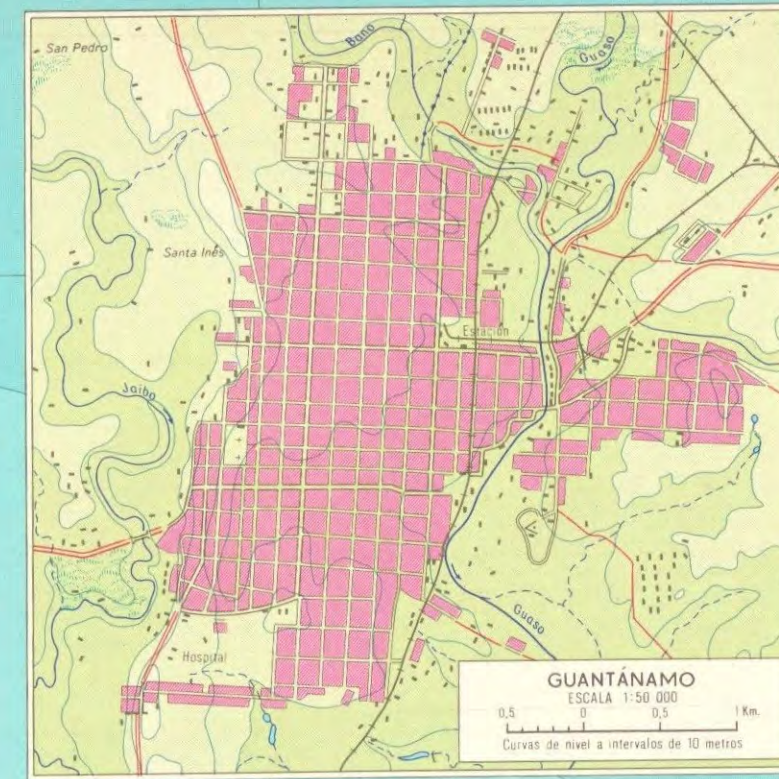 San Pedro
Bano
Guaso
Santa Inés
Estación
Jaibo
Guaso
Hospital
GUANTÁNAMO
ESCALA 1:50 000
0,5 0 0,5 1 Km.
Curvas de nivel a intervalos de 10 metros